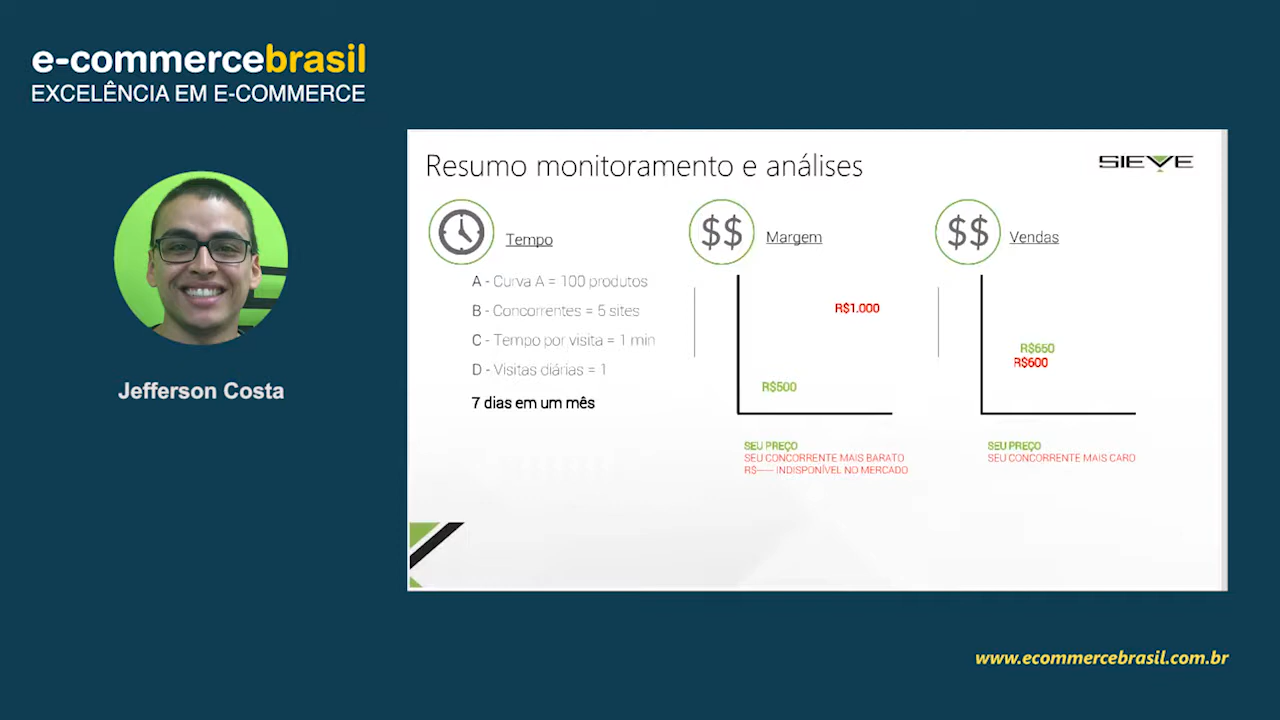 e-commercebrasil
EXCELÊNCIA EM E-COMMERCE
Jefferson Costa
Resumo monitoramento e análises
SIEVE
Tempo
A - Curva A = 100 produtos
B - Concorrentes = 5 sites
C - Tempo por visita = 1 min
D - Visitas diárias = 1
7 dias em um mês
$$
Margem
R$1.000
R$500
SEU PREÇO
SEU CONCORRENTE MAIS BARATO
R$---- INDISPONÍVEL NO MERCADO
$$
Vendas
R$650
R$600
SEU PREÇO
SEU CONCORRENTE MAIS CARO
www.ecommercebrasil.com.br